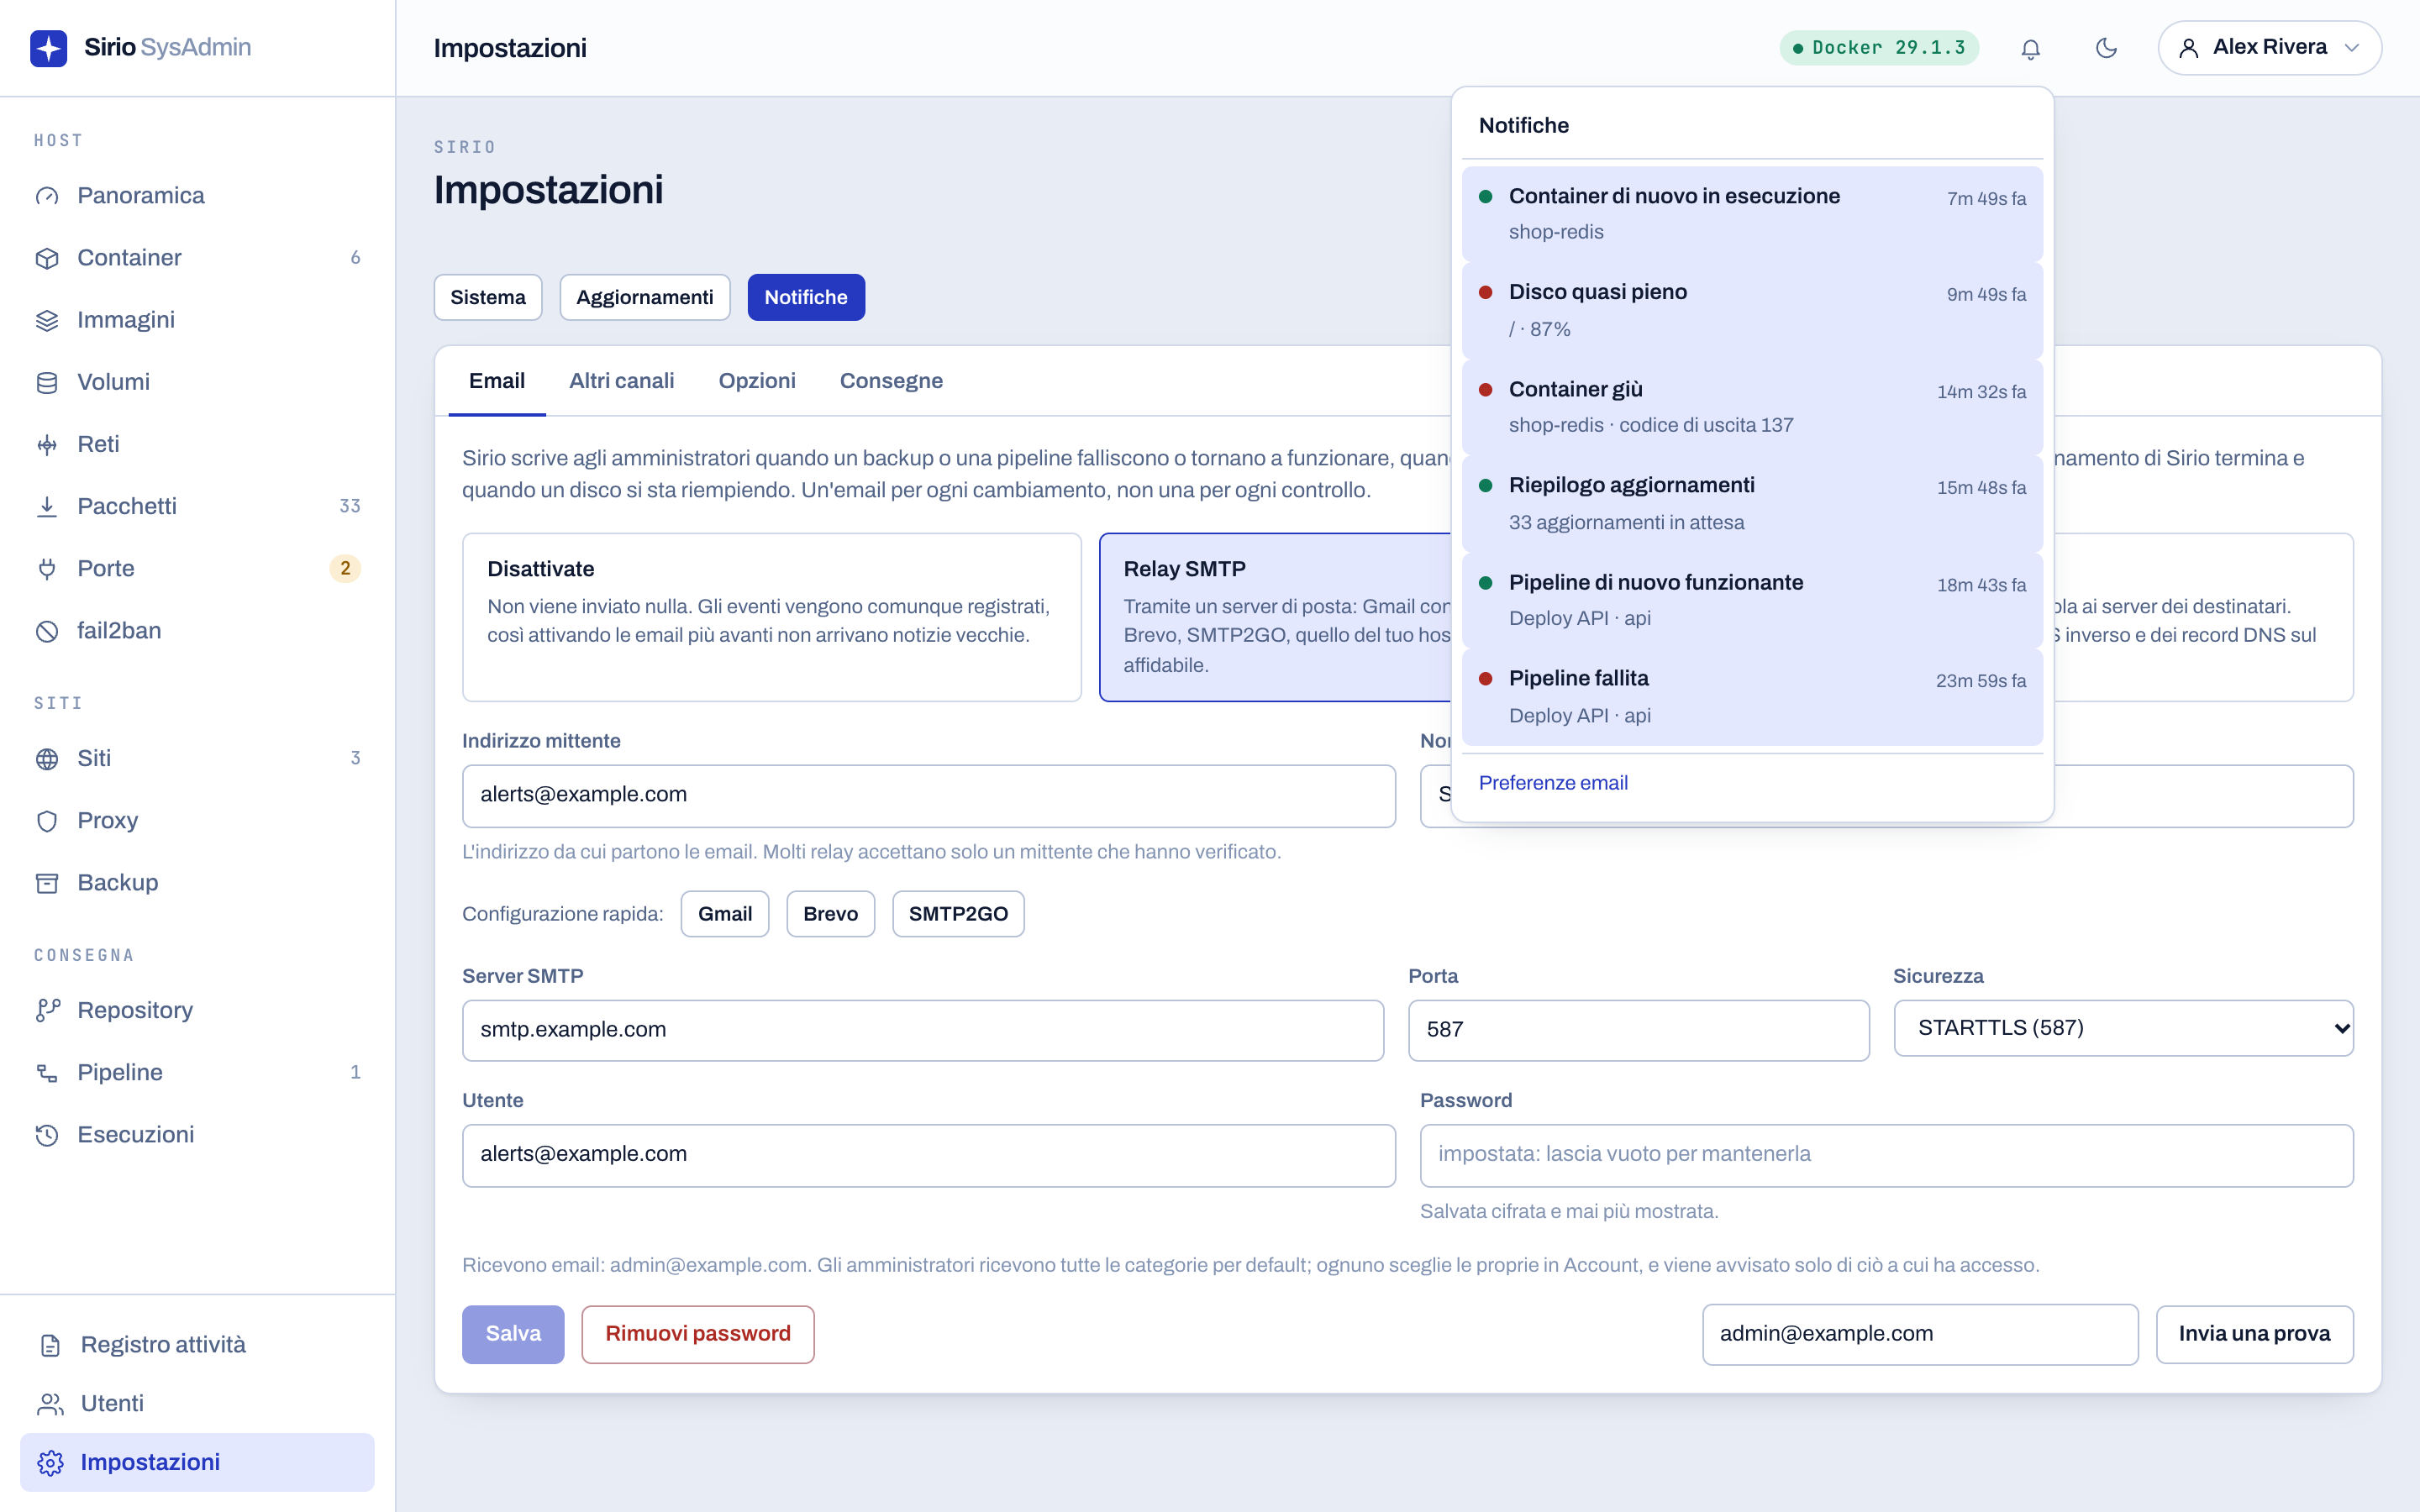 Sirio SysAdmin
HOST
Panoramica
Container 6
Immagini
Volumi
Reti
Pacchetti 33
Porte 2
fail2ban
SITI
Siti 3
Proxy
Backup
CONSEGNA
Repository
Pipeline 1
Esecuzioni
Registro attività
Utenti
Impostazioni
Impostazioni
Docker 29.1.3
Alex Rivera
SIRIO
Impostazioni
Sistema Aggiornamenti Notifiche
Email Altri canali Opzioni Consegne
Sirio scrive agli amministratori quando un backup o una pipeline falliscono o tornano a funzionare, di Sirio termina e
quando un disco si sta riempiendo. Un'email per ogni cambiamento, non una per ogni controllo.
Disattivate
Non viene inviato nulla. Gli eventi vengono comunque registrati,
così attivando le email più avanti non arrivano notizie vecchie.
Relay SMTP
Tramite un server di posta: Gmail
Brevo, SMTP2GO, quello del tuo
affidabile.
ai server dei destinatari.
inverso e dei record DNS sul
Indirizzo mittente
alerts@example.com
L'indirizzo da cui partono le email. Molti relay accettano solo un mittente che hanno verificato.
Configurazione rapida: Gmail Brevo SMTP2GO
Server SMTP
smtp.example.com
Porta
587
Sicurezza
STARTTLS (587)
Utente
alerts@example.com
Password
impostata: lascia vuoto per mantenerla
Salvata cifrata e mai più mostrata.
Ricevono email: admin@example.com. Gli amministratori ricevono tutte le categorie per default; ognuno sceglie le proprie in Account, e viene avvisato solo di ciò a cui ha accesso.
Salva Rimuovi password
admin@example.com Invia una prova
Notifiche
Container di nuovo in esecuzione 7m 49s fa
shop-redis
Disco quasi pieno 9m 49s fa
/ · 87%
Container giù 14m 32s fa
shop-redis · codice di uscita 137
Riepilogo aggiornamenti 15m 48s fa
33 aggiornamenti in attesa
Pipeline di nuovo funzionante 18m 43s fa
Deploy API · api
Pipeline fallita 23m 59s fa
Deploy API · api
Preferenze email